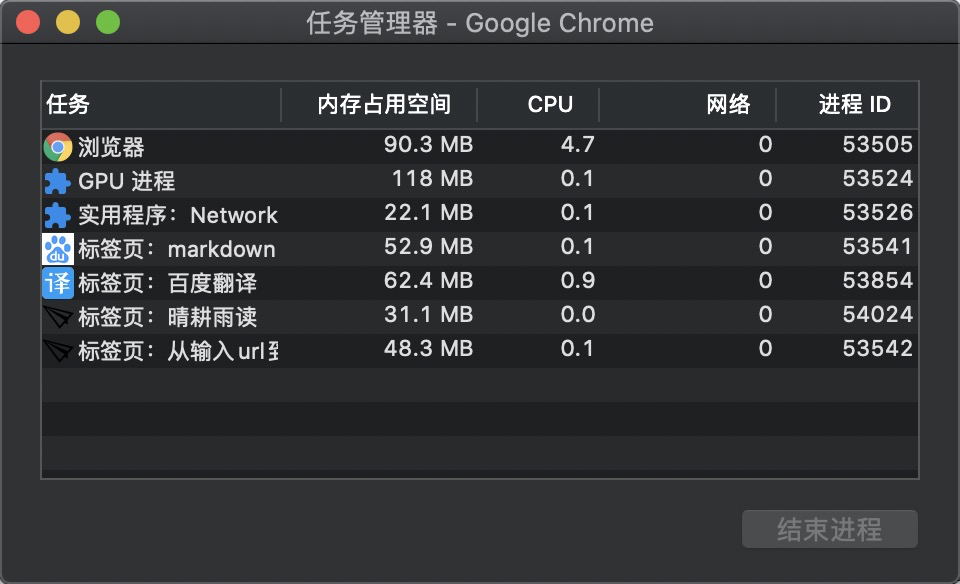 任务管理器 - Google Chrome
任务 内存占用空间 CPU 网络 进程 ID
浏览器 90.3 MB 4.7 0 53505
GPU 进程 118 MB 0.1 0 53524
实用程序：Network 22.1 MB 0.1 0 53526
du 标签页：markdown 52.9 MB 0.1 0 53541
译 标签页：百度翻译 62.4 MB 0.9 0 53854
标签页：晴耕雨读 31.1 MB 0.0 0 54024
标签页：从输入url到 48.3 MB 0.1 0 53542
结束进程